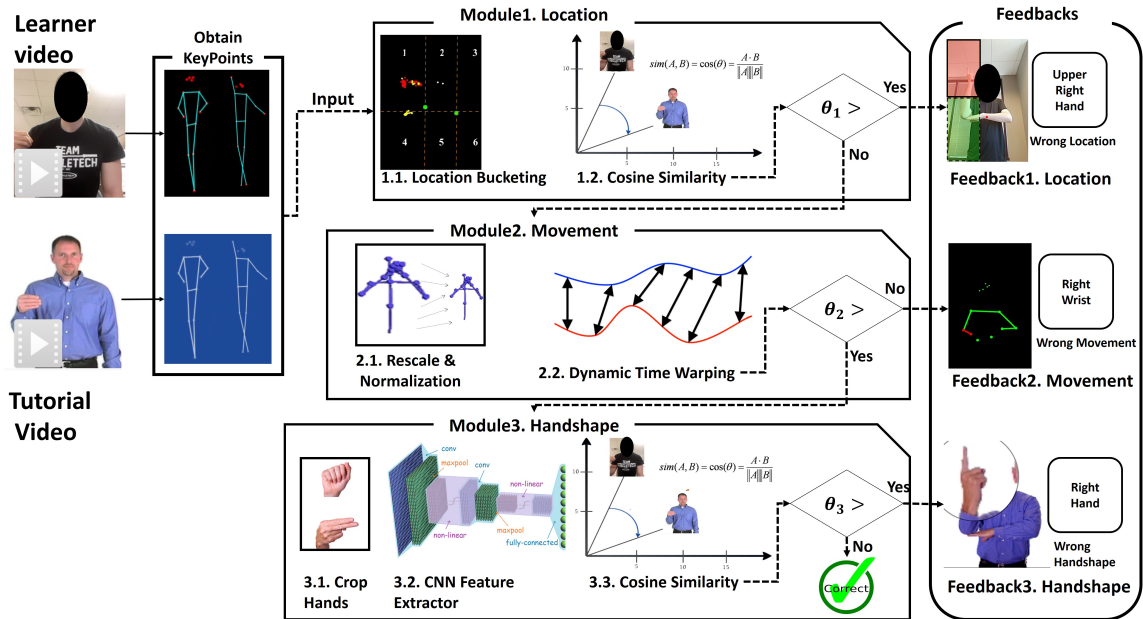 Learner
video
Tutorial
Video
Obtain
KeyPoints
Input
Module1. Location
1 2 3
4 5 6
1.1. Location Bucketing
10
5
5 10 15
sim(A, B) = cos(θ) = A · B / ‖A‖‖B‖
1.2. Cosine Similarity
θ1 >
Yes
No
Module2. Movement
2.1. Rescale &
Normalization
2.2. Dynamic Time Warping
θ2 >
No
Yes
Module3. Handshape
3.1. Crop
Hands
conv
maxpool
conv
non-linear
non-linear
maxpool
fully-connected
3.2. CNN Feature
Extractor
10
5
5 10 15
sim(A, B) = cos(θ) = A · B / ‖A‖‖B‖
3.3. Cosine Similarity
θ3 >
Yes
No
Correct
Feedbacks
Upper
Right
Hand
Wrong Location
Feedback1. Location
Right
Wrist
Wrong Movement
Feedback2. Movement
Right
Hand
Wrong
Handshape
Feedback3. Handshape